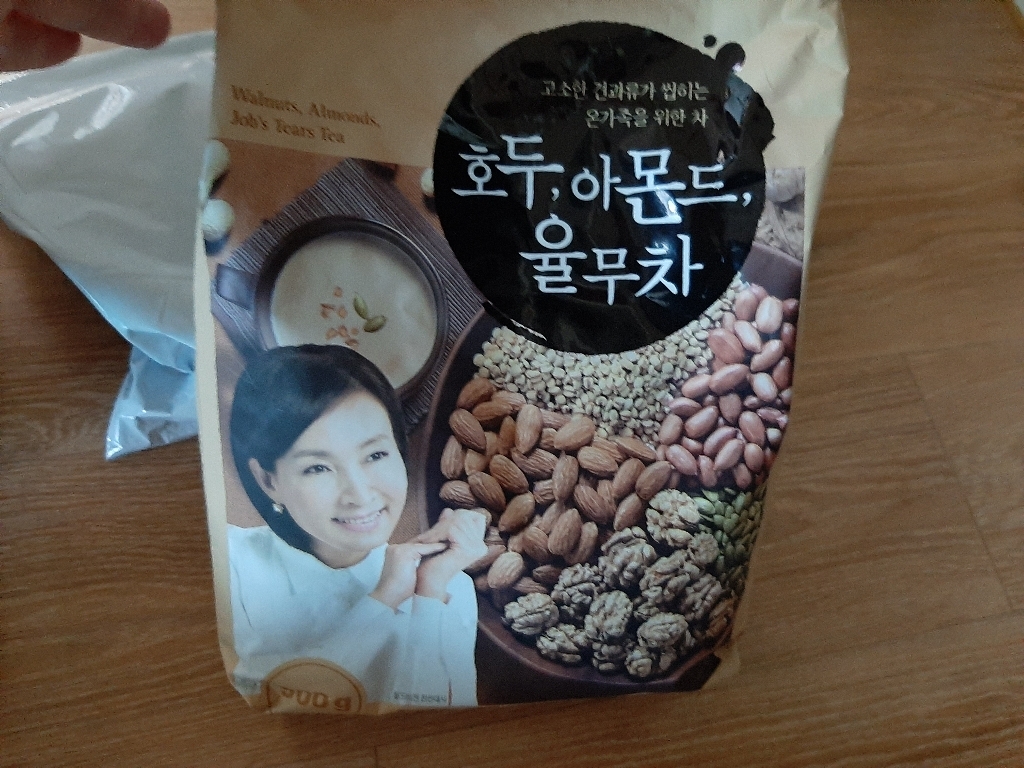 Walnuts, Almonds,
Job's Tears Tea
고소한 견과류가 씹히는
온가족을 위한 차
호두, 아몬드,
율무차
900 g